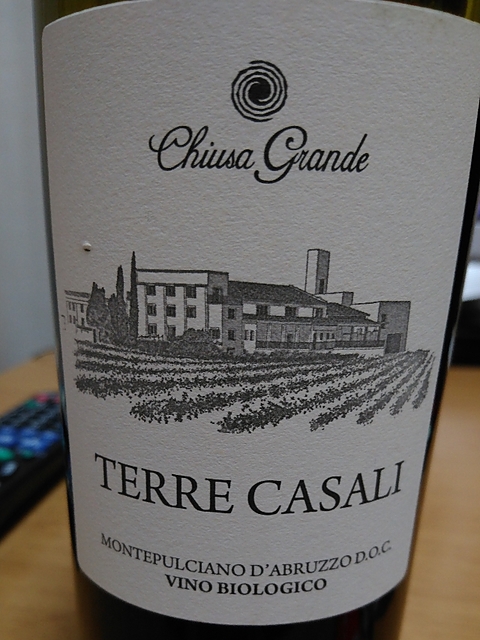 Chiusa Grande
TERRE CASALI
MONTEPULCIANO D'ABRUZZO D.O.C.
VINO BIOLOGICO